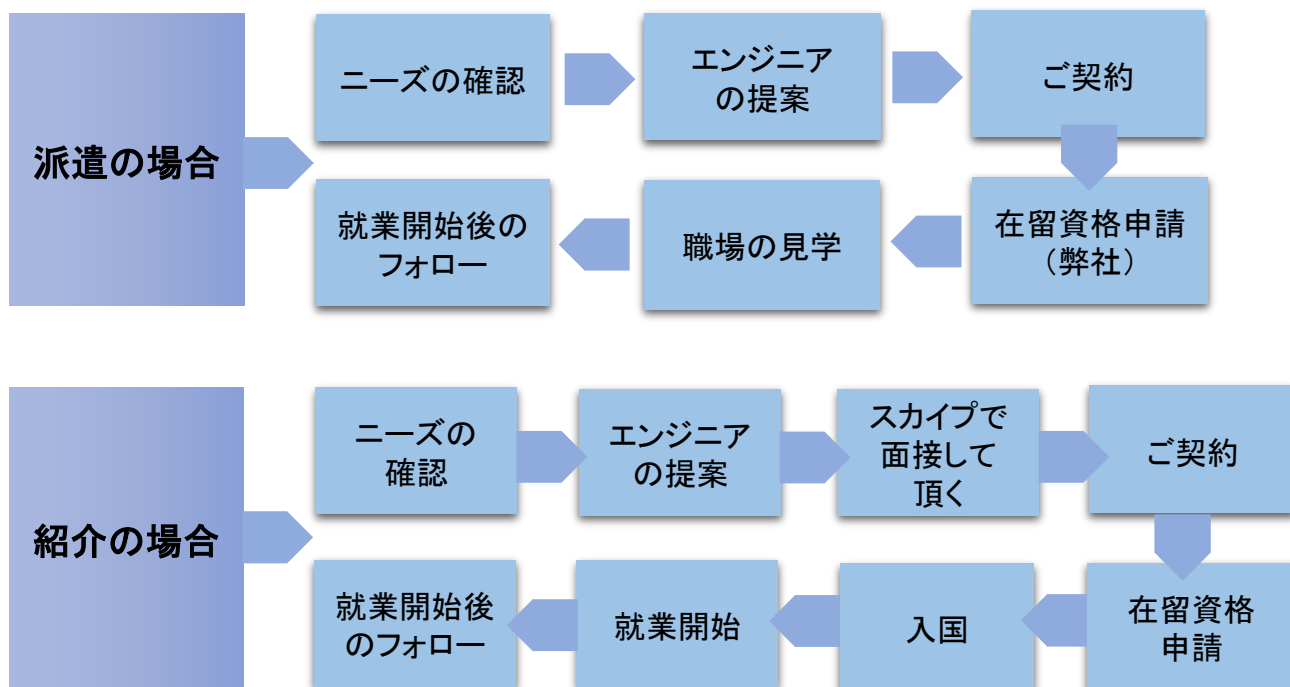 派遣の場合
ニーズの確認
エンジニア
の提案
ご契約
在留資格申請
（弊社）
職場の見学
就業開始後の
フォロー
紹介の場合
ニーズの
確認
エンジニア
の提案
スカイプで
面接して
頂く
ご契約
在留資格
申請
入国
就業開始
就業開始後
のフォロー